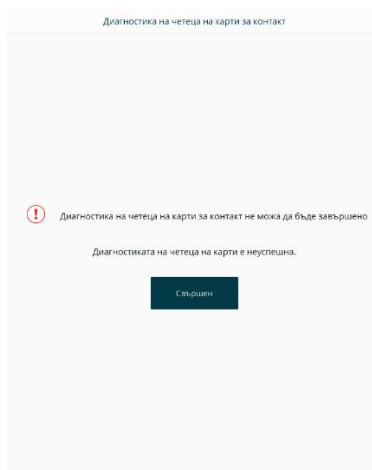 Диагностика на четеца на карти за контакт
Диагностика на четеца на карти за контакт не можа да бъде завършено
Диагностиката на четеца на карти е неуспешна.
Свършен